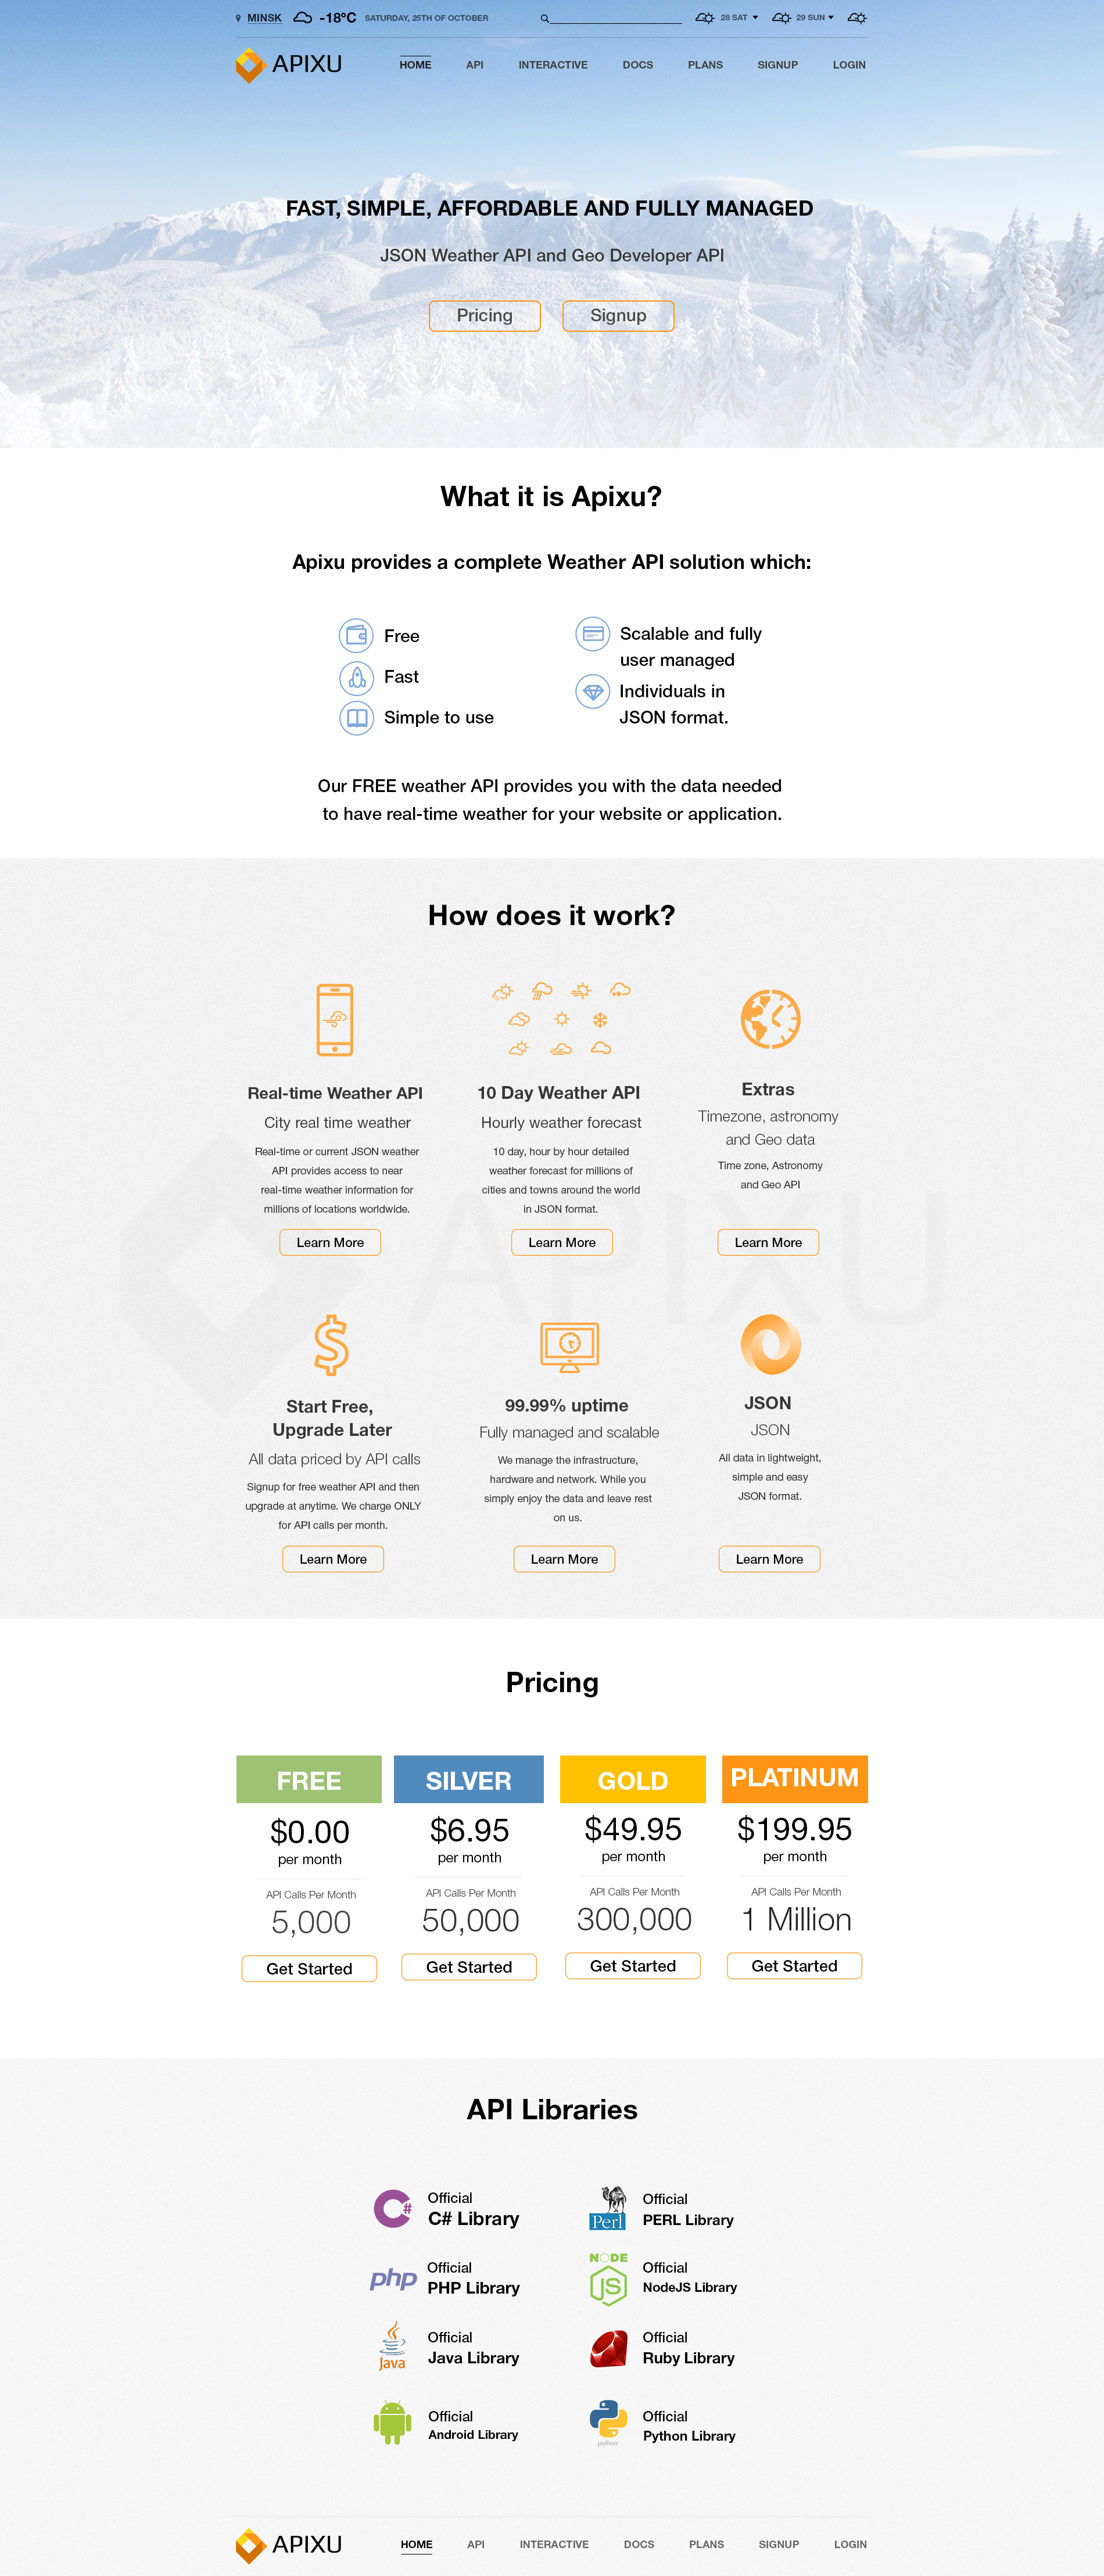 MINSK -18°C SATURDAY, 25TH OF OCTOBER 28 SAT 29 SUN
APIXU HOME API INTERACTIVE DOCS PLANS SIGNUP LOGIN
FAST, SIMPLE, AFFORDABLE AND FULLY MANAGED
JSON Weather API and Geo Developer API
Pricing Signup
What it is Apixu?
Apixu provides a complete Weather API solution which:
Free
Fast
Simple to use
Scalable and fully
user managed
Individuals in
JSON format.
Our FREE weather API provides you with the data needed
to have real-time weather for your website or application.
How does it work?
Real-time Weather API
City real time weather
Real-time or current JSON weather
API provides access to near
real-time weather information for
millions of locations worldwide.
Learn More
10 Day Weather API
Hourly weather forecast
10 day, hour by hour detailed
weather forecast for millions of
cities and towns around the world
in JSON format.
Learn More
Extras
Timezone, astronomy
and Geo data
Time zone, Astronomy
and Geo API
Learn More
APIXU
Start Free,
Upgrade Later
All data priced by API calls
Signup for free weather API and then
upgrade at anytime. We charge ONLY
for API calls per month.
Learn More
99.99% uptime
Fully managed and scalable
We manage the infrastructure,
hardware and network. While you
simply enjoy the data and leave rest
on us.
Learn More
JSON
JSON
All data in lightweight,
simple and easy
JSON format.
Learn More
Pricing
FREE
$0.00
per month
API Calls Per Month
5,000
Get Started
SILVER
$6.95
per month
API Calls Per Month
50,000
Get Started
GOLD
$49.95
per month
API Calls Per Month
300,000
Get Started
PLATINUM
$199.95
per month
API Calls Per Month
1 Million
Get Started
API Libraries
C#
Official
C# Library
Perl
Official
PERL Library
php
Official
PHP Library
NODE
JS
Official
NodeJS Library
Java
Official
Java Library
Official
Ruby Library
Official
Android Library
python
Official
Python Library
APIXU HOME API INTERACTIVE DOCS PLANS SIGNUP LOGIN